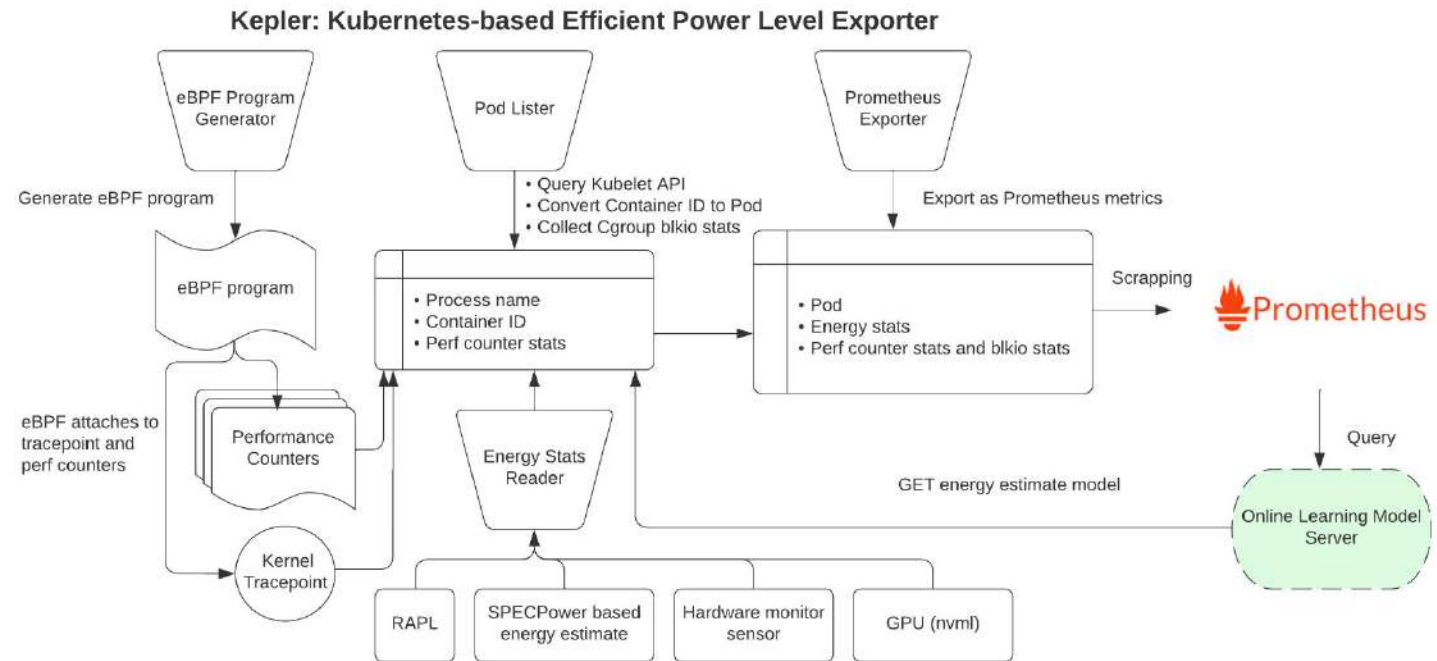 Kepler: Kubernetes-based Efficient Power Level Exporter
eBPF Program
Generator
Pod Lister
Prometheus
Exporter
Generate eBPF program
• Query Kubelet API
• Convert Container ID to Pod
• Collect Cgroup blkio stats
Export as Prometheus metrics
eBPF program
• Process name
• Container ID
• Perf counter stats
• Pod
• Energy stats
• Perf counter stats and blkio stats
Scrapping
Prometheus
eBPF attaches to
tracepoint and
perf counters
Performance
Counters
Energy Stats
Reader
Query
GET energy estimate model
Online Learning Model
Server
Kernel
Tracepoint
RAPL
SPECPower based
energy estimate
Hardware monitor
sensor
GPU (nvml)